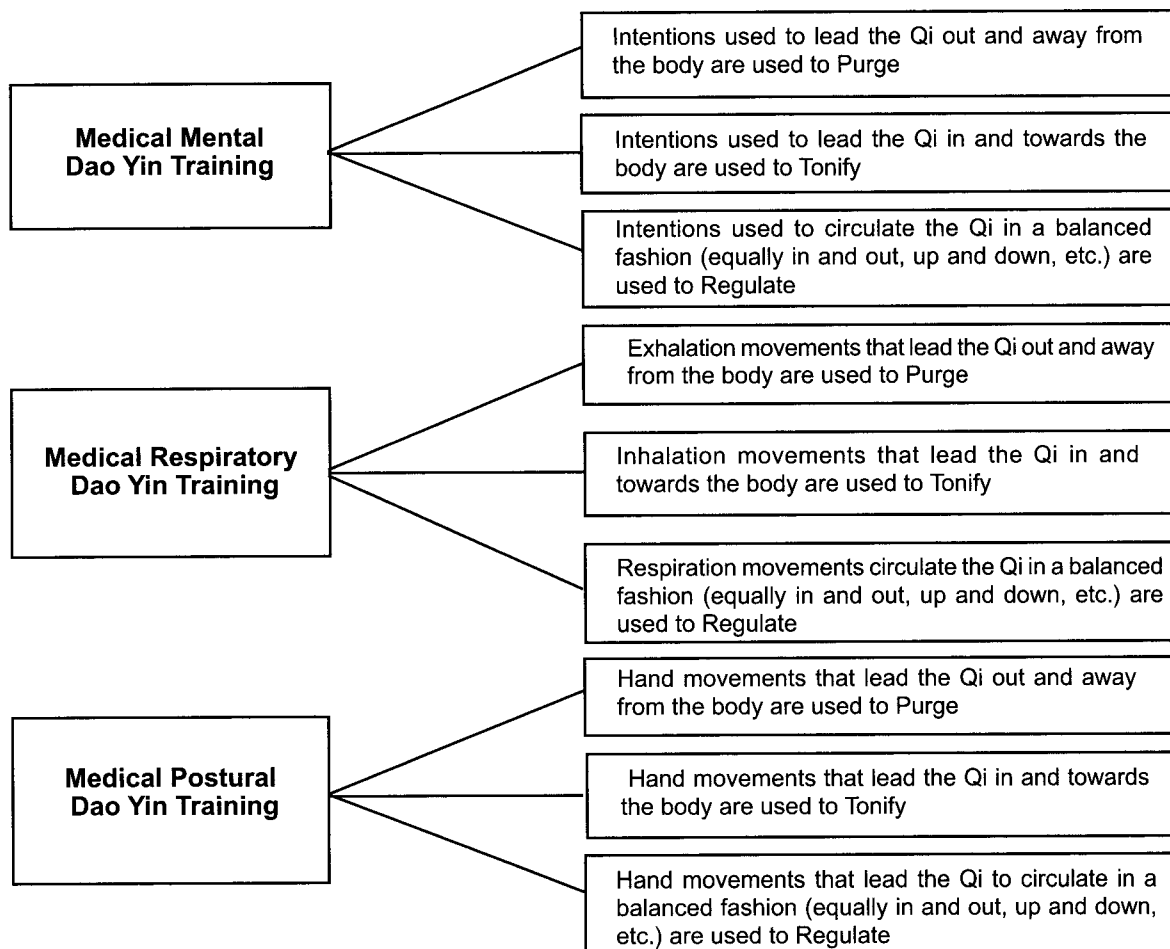 Medical Mental
Dao Yin Training
Intentions used to lead the Qi out and away from
the body are used to Purge
Intentions used to lead the Qi in and towards the
body are used to Tonify
Intentions used to circulate the Qi in a balanced
fashion (equally in and out, up and down, etc.) are
used to Regulate
Medical Respiratory
Dao Yin Training
Exhalation movements that lead the Qi out and away
from the body are used to Purge
Inhalation movements that lead the Qi in and
towards the body are used to Tonify
Respiration movements circulate the Qi in a balanced
fashion (equally in and out, up and down, etc.) are
used to Regulate
Medical Postural
Dao Yin Training
Hand movements that lead the Qi out and away
from the body are used to Purge
Hand movements that lead the Qi in and towards
the body are used to Tonify
Hand movements that lead the Qi to circulate in a
balanced fashion (equally in and out, up and down,
etc.) are used to Regulate